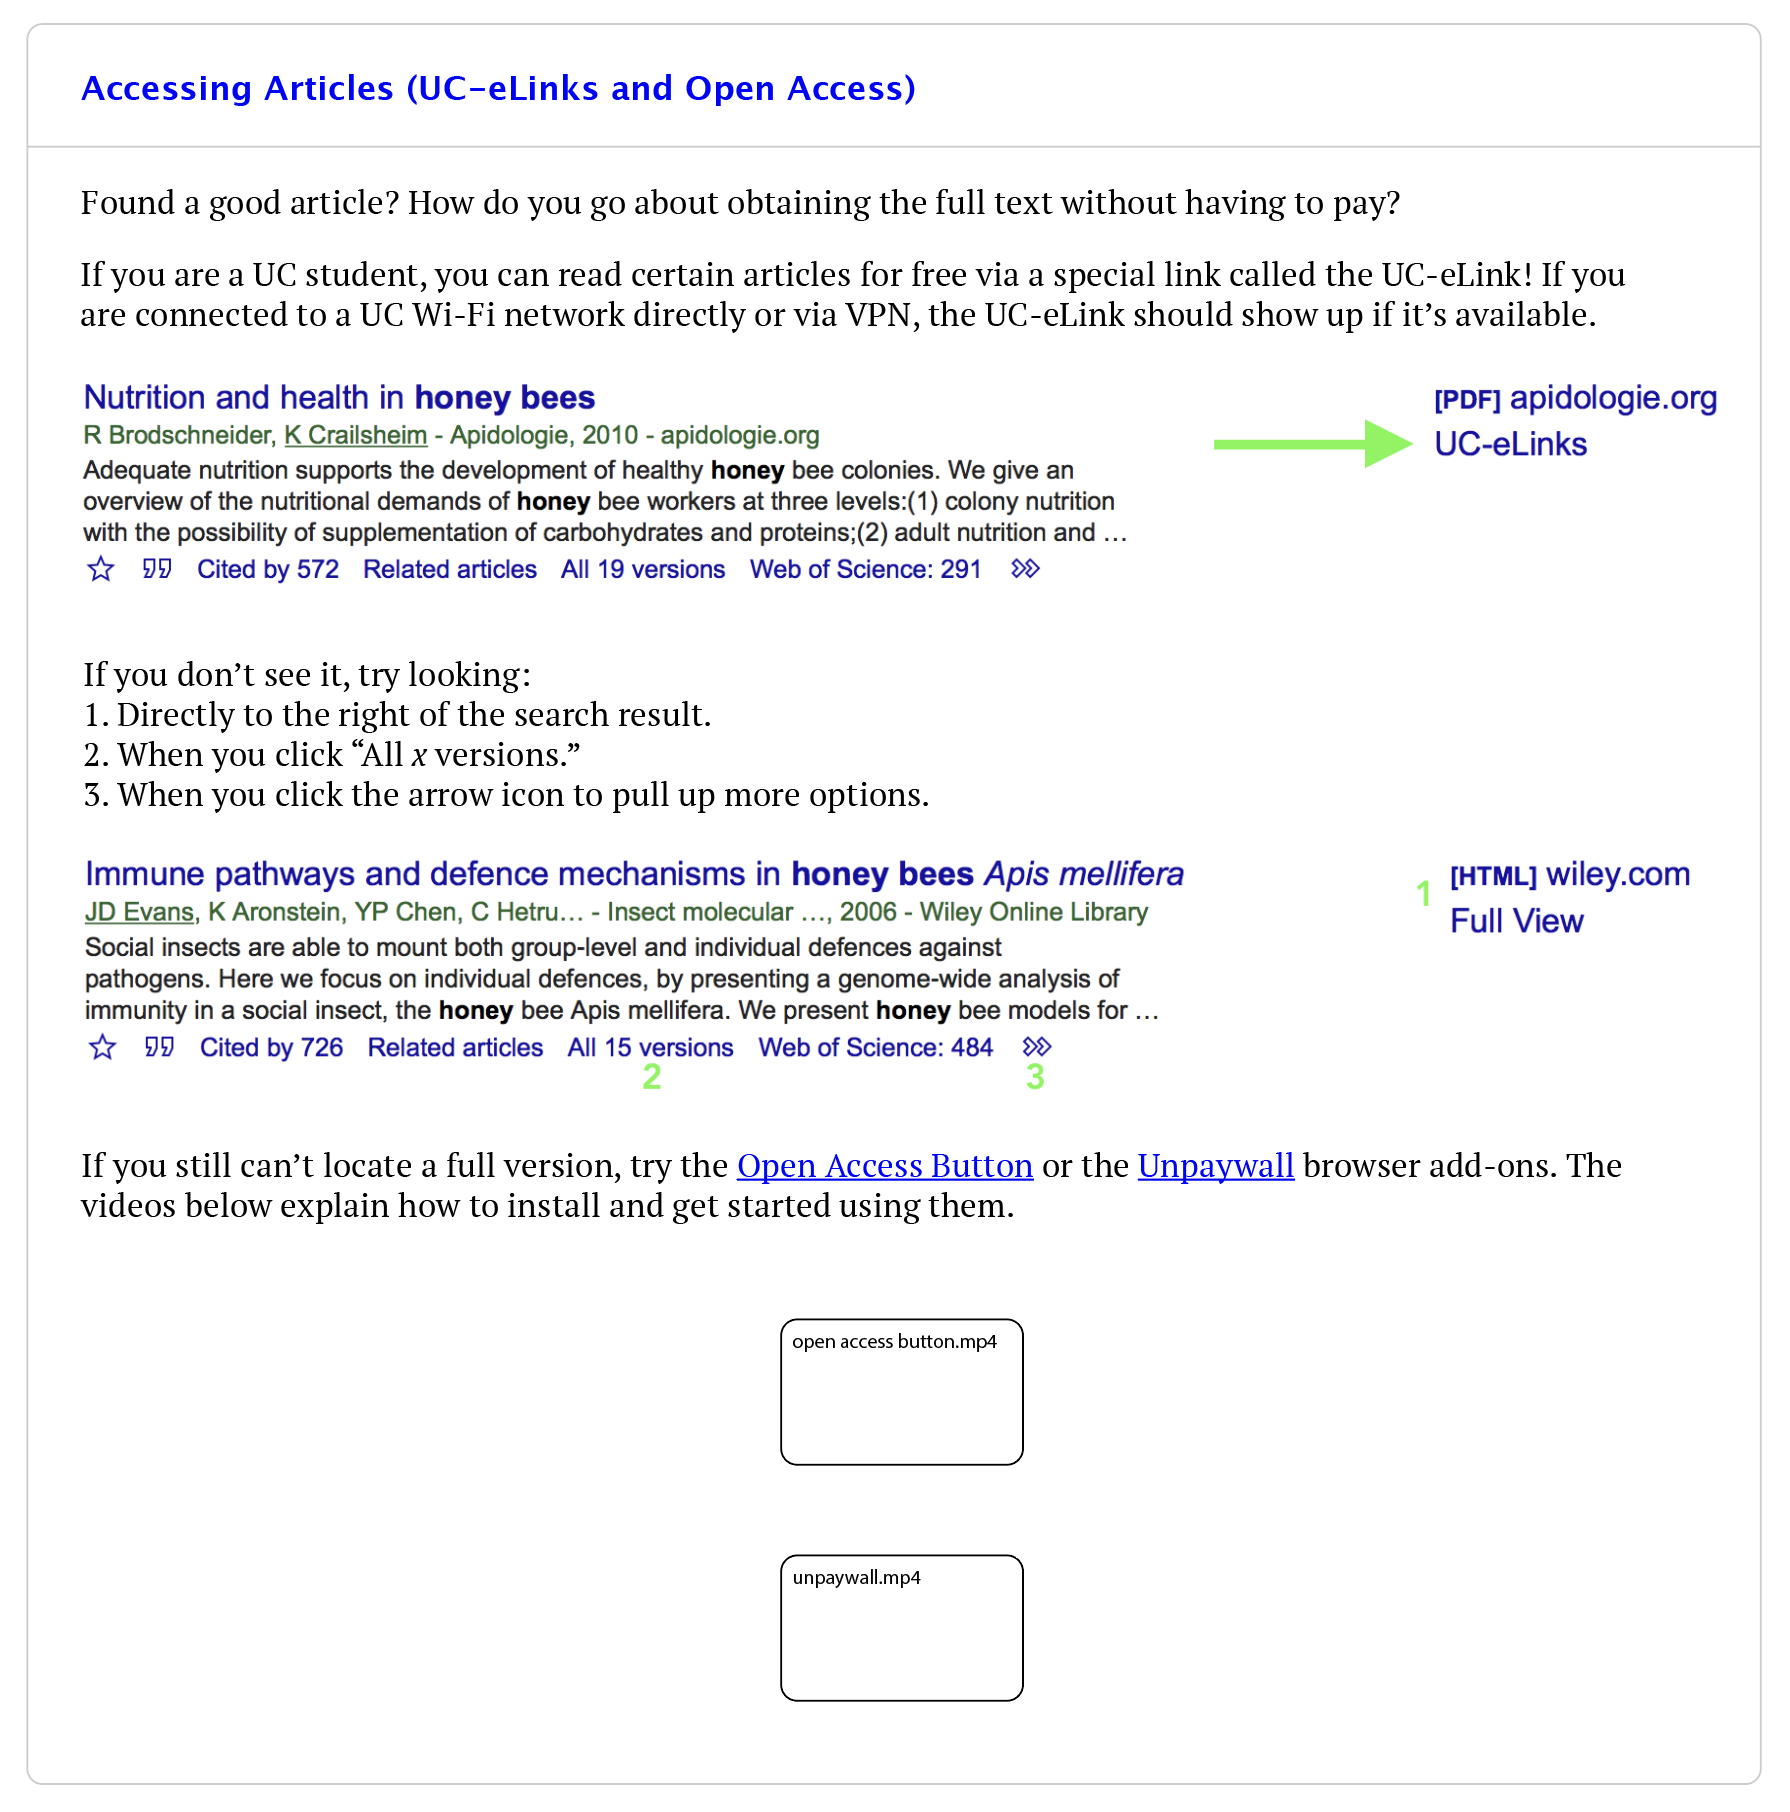 Accessing Articles (UC-eLinks and Open Access)
Found a good article? How do you go about obtaining the full text without having to pay?
If you are a UC student, you can read certain articles for free via a special link called the UC-eLink! If you
are connected to a UC Wi-Fi network directly or via VPN, the UC-eLink should show up if it’s available.
Nutrition and health in honey bees
R Brodschneider, K Crailsheim - Apidologie, 2010 - apidologie.org
Adequate nutrition supports the development of healthy honey bee colonies. We give an
overview of the nutritional demands of honey bee workers at three levels:(1) colony nutrition
with the possibility of supplementation of carbohydrates and proteins;(2) adult nutrition and …
Cited by 572 Related articles All 19 versions Web of Science: 291
[PDF] apidologie.org
UC-eLinks
If you don’t see it, try looking:
1. Directly to the right of the search result.
2. When you click “All x versions.”
3. When you click the arrow icon to pull up more options.
Immune pathways and defence mechanisms in honey bees Apis mellifera
JD Evans, K Aronstein, YP Chen, C Hetru… - Insect molecular …, 2006 - Wiley Online Library
Social insects are able to mount both group-level and individual defences against
pathogens. Here we focus on individual defences, by presenting a genome-wide analysis of
immunity in a social insect, the honey bee Apis mellifera. We present honey bee models for …
Cited by 726 Related articles All 15 versions Web of Science: 484
2 3
1 [HTML] wiley.com
Full View
If you still can’t locate a full version, try the Open Access Button or the Unpaywall browser add-ons. The
videos below explain how to install and get started using them.
open access button.mp4
unpaywall.mp4